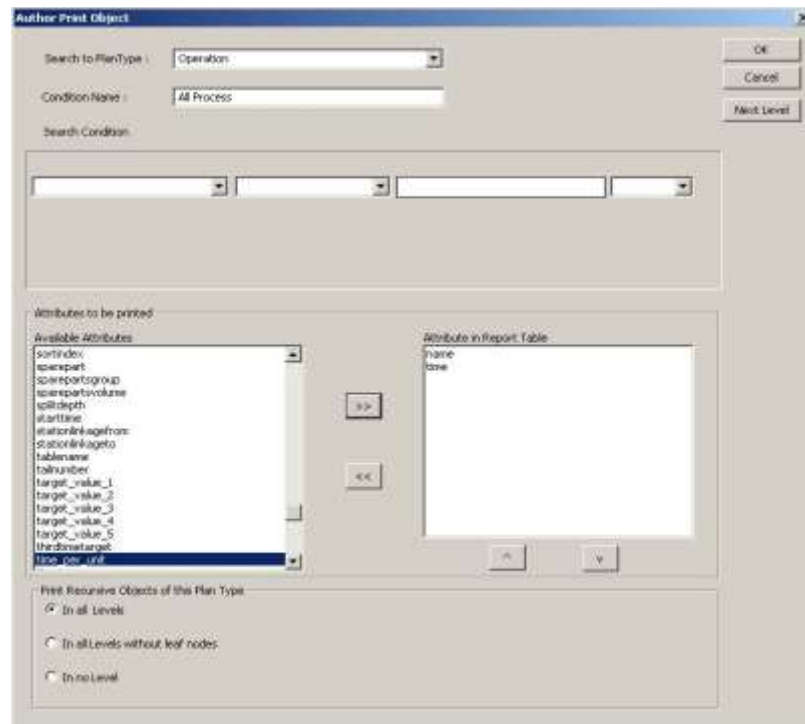 Author Print Object
Search to PlanType :
Operation
OK
Cancel
Condition Name :
All Process
Next Level
Search Condition
Attributes to be printed
Available Attributes
sortindex
sparepart
sparepartsgroup
sparepartsvolume
splitdepth
starttime
stationlinkagefrom
stationlinkageto
tablename
tailnumber
target_value_1
target_value_2
target_value_3
target_value_4
target_value_5
thirdtimetarget
time_per_unit
>>
<<
Attribute in Report Table
name
time
^
v
Print Recursive Objects of this Plan Type
In all Levels
In all Levels without leaf nodes
In no Level